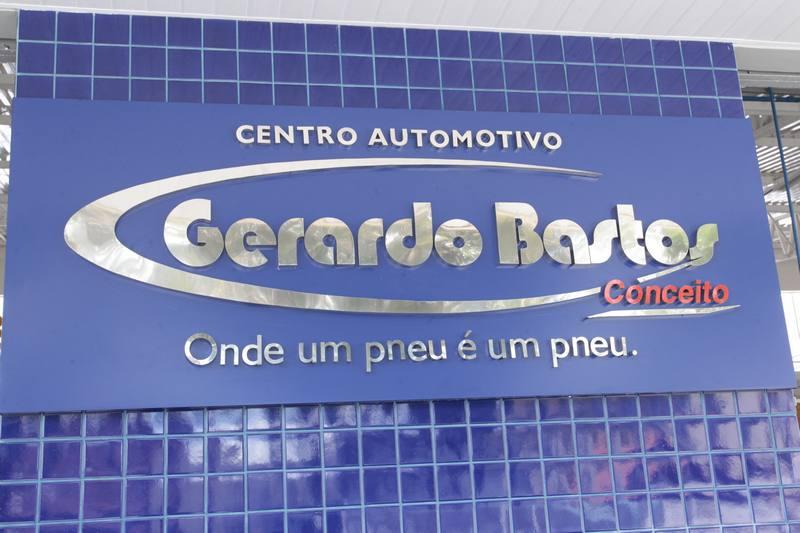 CENTRO AUTOMOTIVO
Gerardo Bastos
Conceito
Onde um pneu é um pneu.